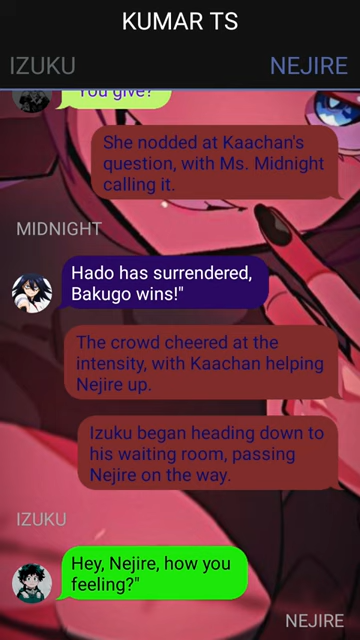 KUMAR TS
IZUKU
NEJIRE
You give?"
She nodded at Kaachan's
question, with Ms. Midnight
calling it.
MIDNIGHT
Hado has surrendered,
Bakugo wins!"
The crowd cheered at the
intensity, with Kaachan helping
Nejire up.
Izuku began heading down to
his waiting room, passing
Nejire on the way.
IZUKU
Hey, Nejire, how you
feeling?"
NEJIRE